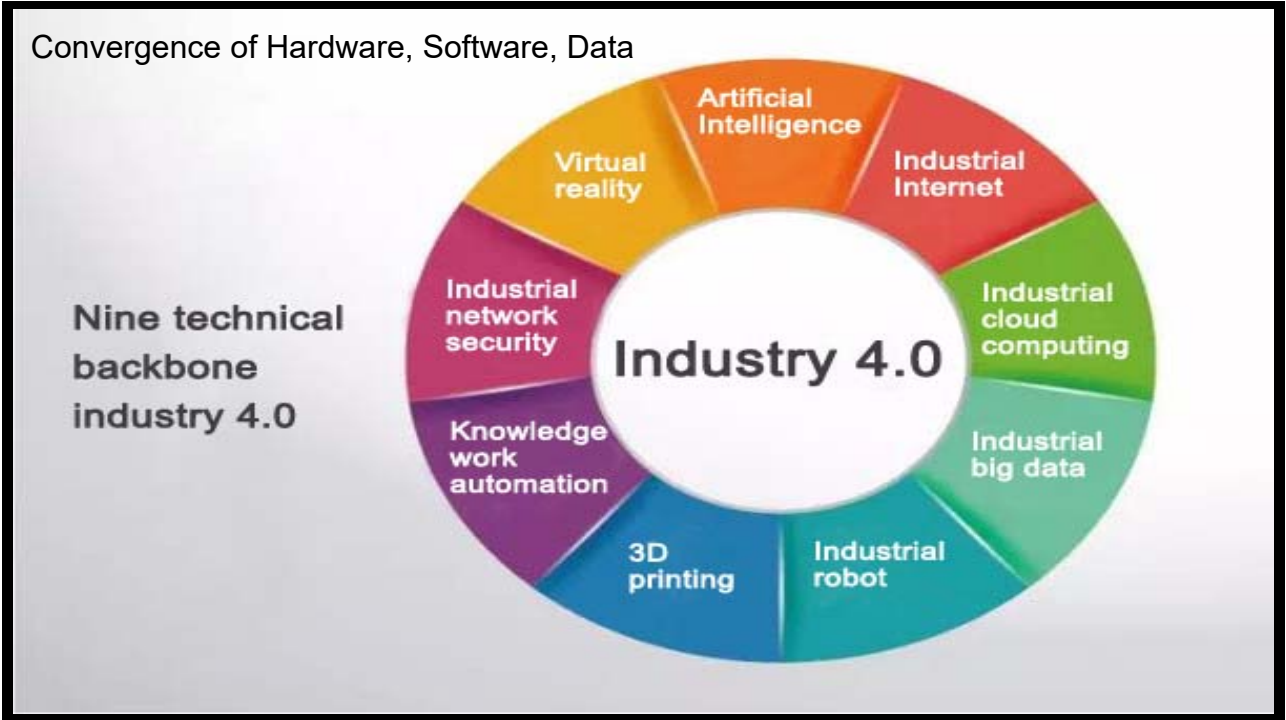 Convergence of Hardware, Software, Data
Artificial
Intelligence
Virtual
reality
Industrial
Internet
Industrial
network
security
Industrial
cloud
computing
Nine technical
backbone
industry 4.0
Industry 4.0
Knowledge
work
automation
Industrial
big data
3D
printing
Industrial
robot